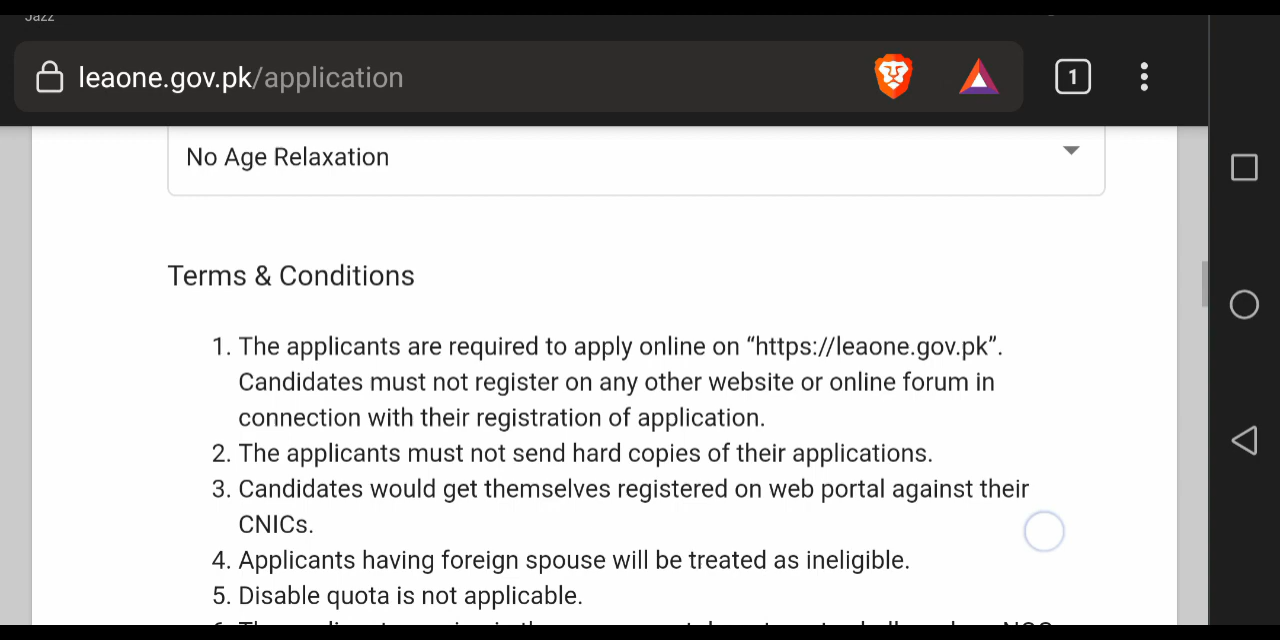 Jazz
leaone.gov.pk/application
1
No Age Relaxation
Terms & Conditions
1. The applicants are required to apply online on “https://leaone.gov.pk”.
Candidates must not register on any other website or online forum in
connection with their registration of application.
2. The applicants must not send hard copies of their applications.
3. Candidates would get themselves registered on web portal against their
CNICs.
4. Applicants having foreign spouse will be treated as ineligible.
5. Disable quota is not applicable.